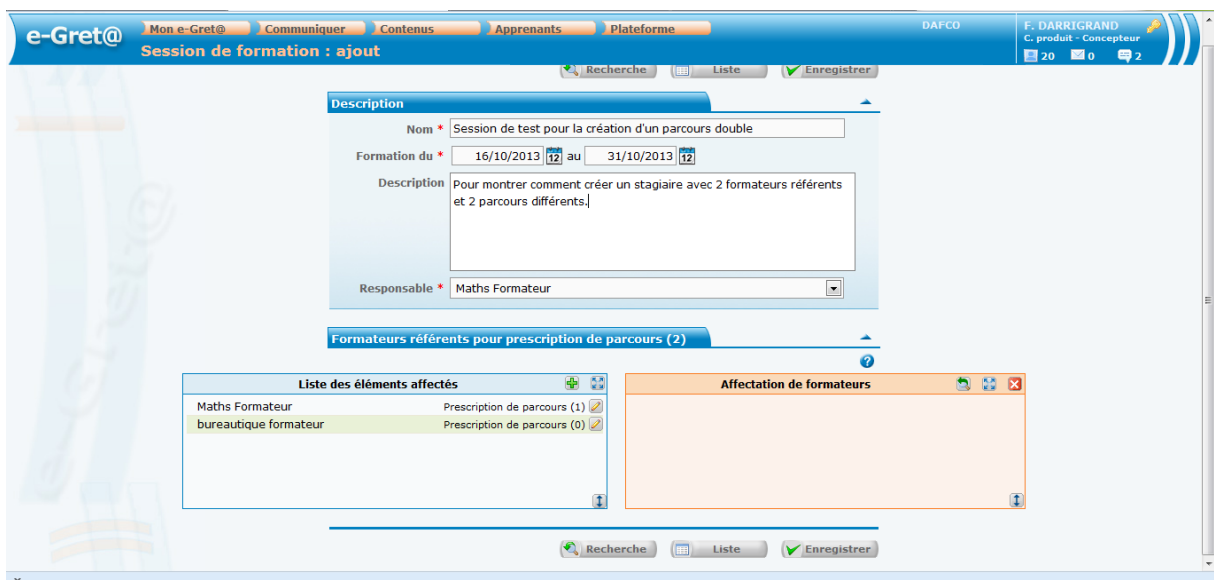 e-Gret@
Mon e-Gret@ Communiquer Contenus Apprenants Plateforme
DAFCO
F. DARRIGRAND
C. produit - Concepteur
20 0 2
Session de formation : ajout
Recherche Liste Enregistrer
Description
Nom * Session de test pour la création d'un parcours double
Formation du * 16/10/2013 12 au 31/10/2013 12
Description Pour montrer comment créer un stagiaire avec 2 formateurs référents
et 2 parcours différents.
Responsable * Maths Formateur
Formateurs référents pour prescription de parcours (2)
Liste des éléments affectés
Maths Formateur Prescription de parcours (1)
bureautique formateur Prescription de parcours (0)
Affectation de formateurs
Recherche Liste Enregistrer
e-Gret@